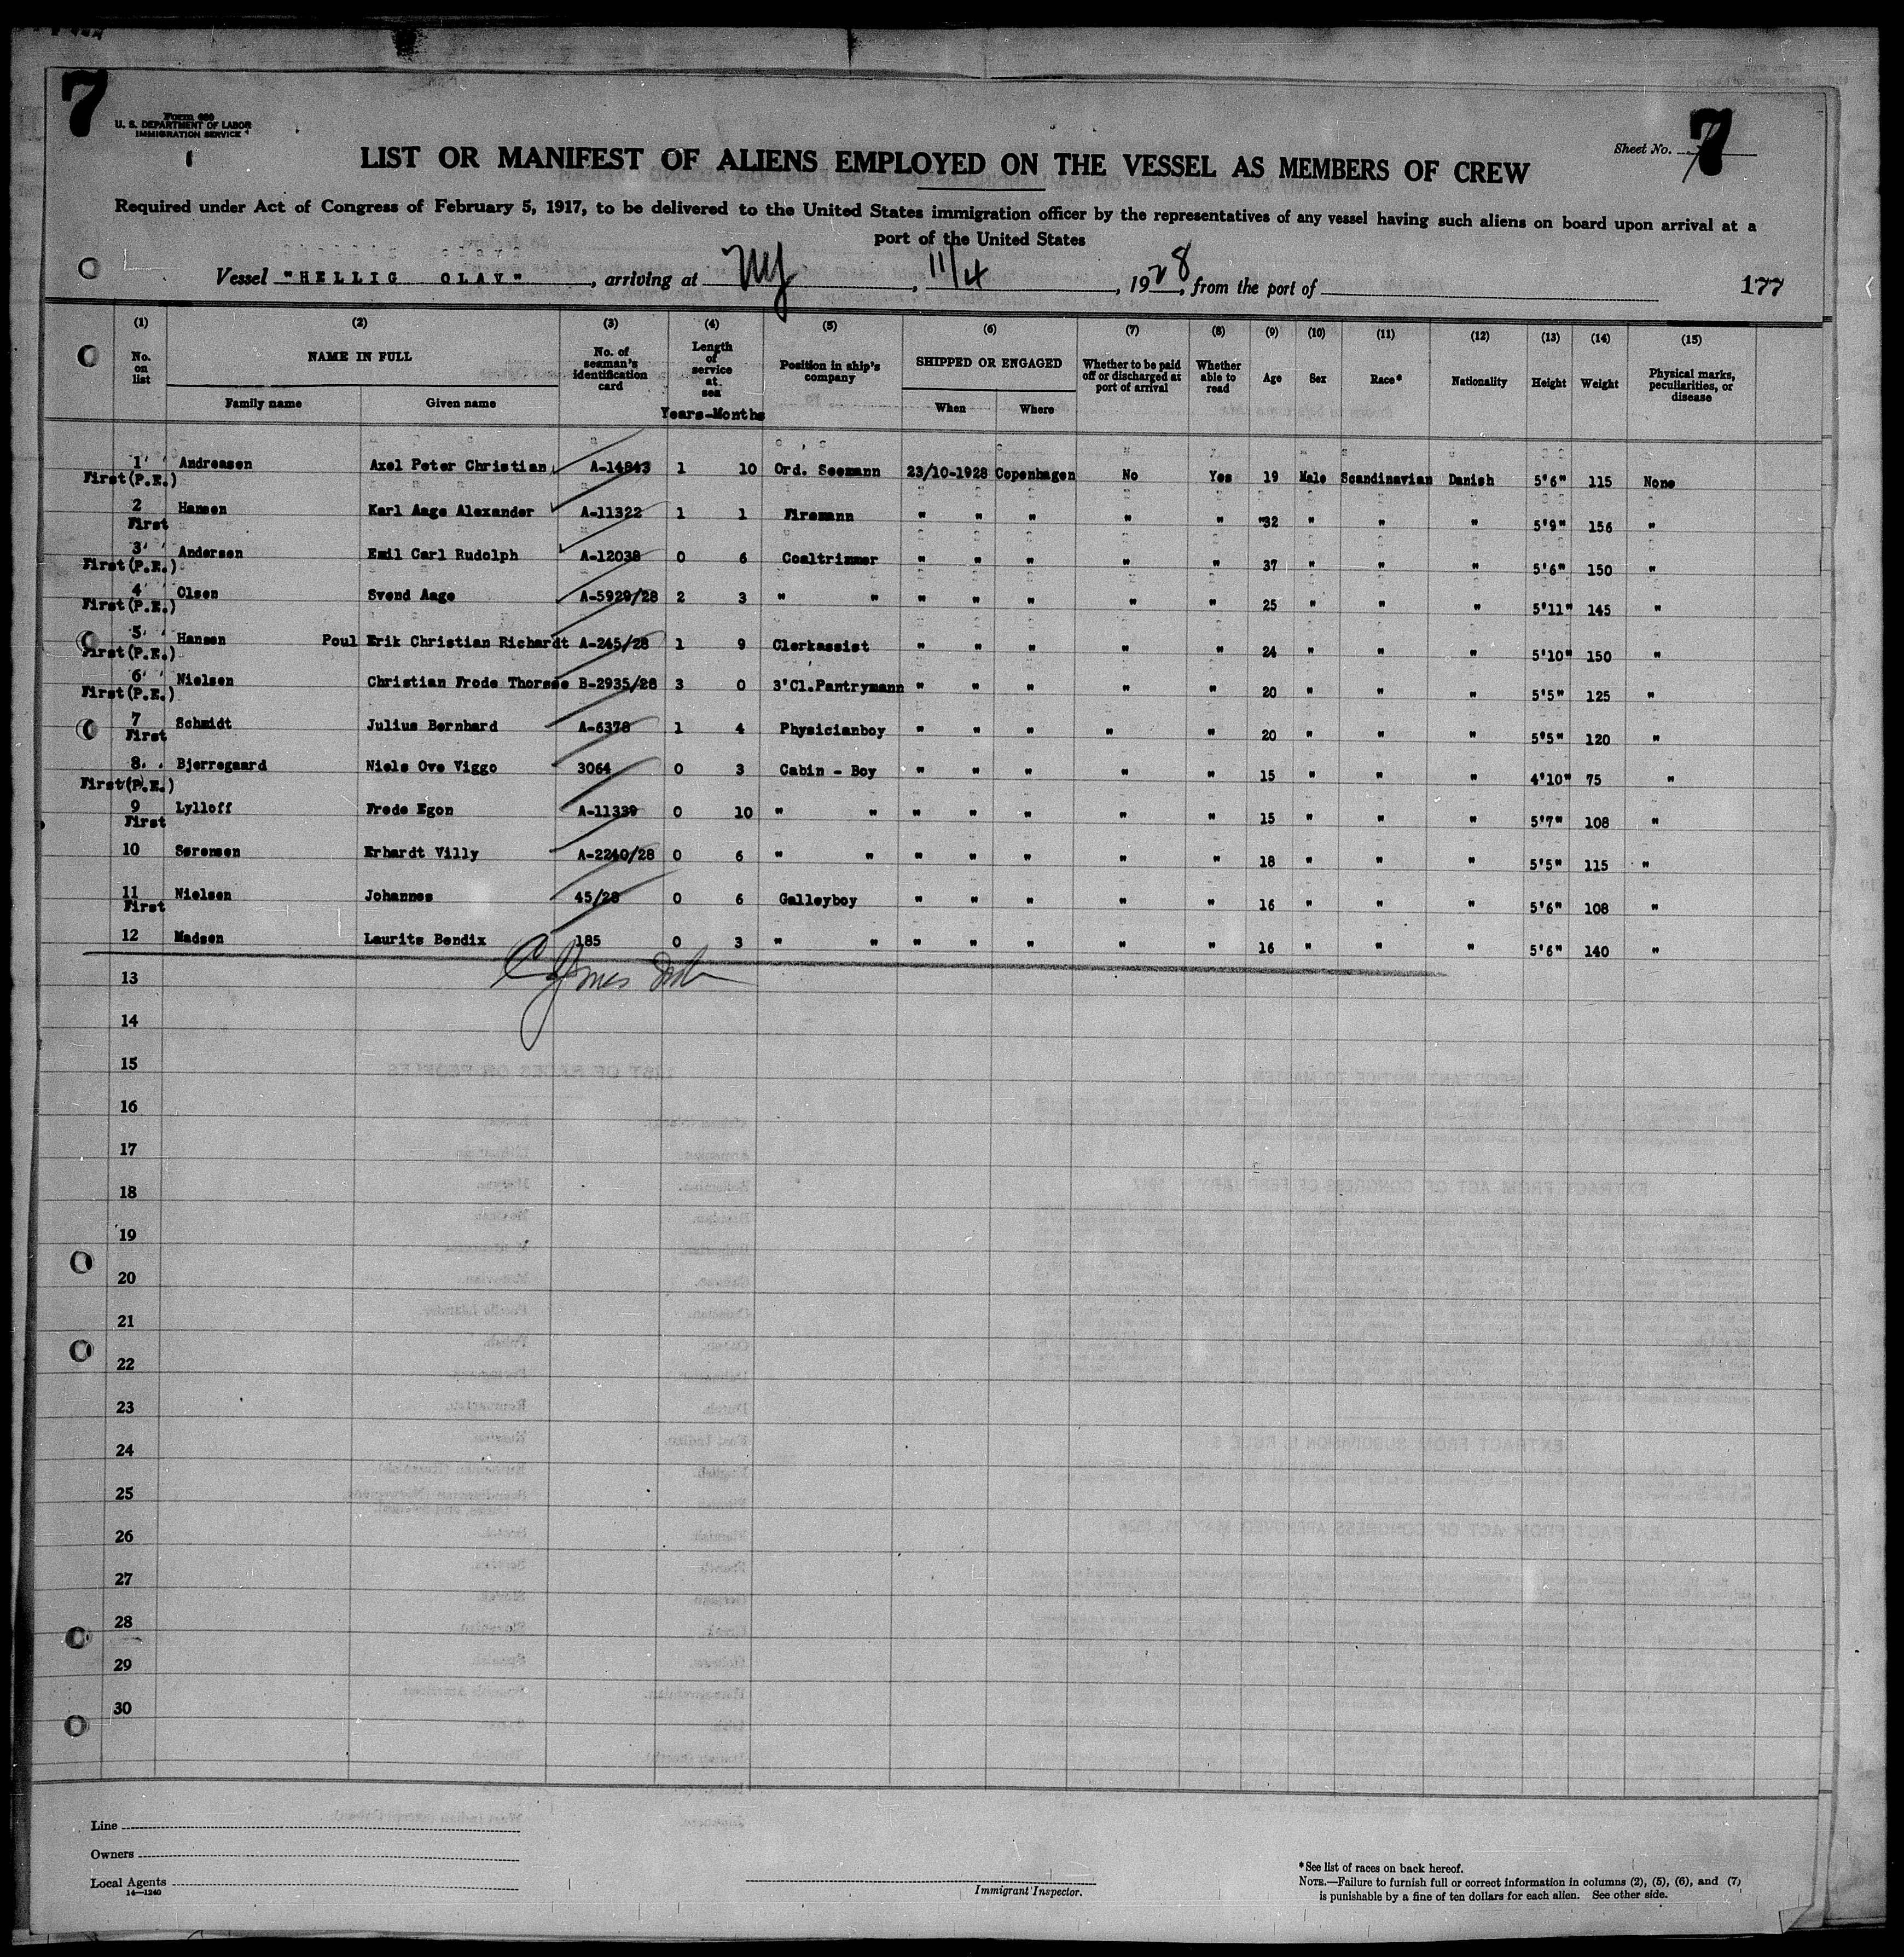 7
Form 680
U. S. DEPARTMENT OF LABOR
IMMIGRATION SERVICE
Sheet No. 7
LIST OR MANIFEST OF ALIENS EMPLOYED ON THE VESSEL AS MEMBERS OF CREW
Required under Act of Congress of February 5, 1917, to be delivered to the United States immigration officer by the representatives of any vessel having such aliens on board upon arrival at a
port of the United States
Vessel "HELLIG OLAV", arriving at NY, 11/4, 1928, from the port of 177
(1) (2) (3) (4) (5) (6) (7) (8) (9) (10) (11) (12) (13) (14) (15)
No. on list NAME IN FULL No. of seaman's identification card Length of service at sea Position in ship's company SHIPPED OR ENGAGED Whether to be paid off or discharged at port of arrival Whether able to read Age Sex Race* Nationality Height Weight Physical marks, peculiarities, or disease
Family name Given name Years-Months When Where
1 Andreasen Axel Peter Christian A-14843 1 10 Ord. Seemann 23/10-1928 Copenhagen No Yes 19 Male Scandinavian Danish 5'6" 115 None
First(P.E.)
2 Hansen Karl Aage Alexander A-11322 1 1 Firemann " " " " " "32 " " " 5'9" 156 "
First
3 Andersen Emil Carl Rudolph A-12038 0 6 Coaltrimmer " " " " " 37 " " " 5'6" 150 "
First(P.E.)
4 Olsen Svend Aage A-5929/28 2 3 " " " " " " " 25 " " " 5'11" 145 "
First(P.E.)
5 Hansen Poul Erik Christian Richardt A-245/28 1 9 Clerkassist " " " " " 24 " " " 5'10" 150 "
First(P.E.)
6 Nielsen Christian Frode Thorsøe B-2935/28 3 0 3'Cl.Pantrymann " " " " " 20 " " " 5'5" 125 "
First(P.E.)
7 Schmidt Julius Bernhard A-6378 1 4 Physicianboy " " " " " 20 " " " 5'5" 120 "
First
8 Bjerregaard Niels Ove Viggo 3064 0 3 Cabin - Boy " " " " " 15 " " " 4'10" 75 "
First(P.E.)
9 Lylloff Frede Egon A-11339 0 10 " " " " " " " 15 " " " 5'7" 108 "
First
10 Sørensen Erhardt Villy A-2240/28 0 6 " " " " " " " 18 " " " 5'5" 115 "
11 Nielsen Johannes 45/28 0 6 Galleyboy " " " " " 16 " " " 5'6" 108 "
First
12 Madsen Laurits Bendix 185 0 3 " " " " " " " 16 " " " 5'6" 140 "
13
14
15
16
17
18
19
20
21
22
23
24
25
26
27
28
29
30
Line
Owners
Local Agents
14—1240
Immigrant Inspector.
*See list of races on back hereof.
NOTE.—Failure to furnish full or correct information in columns (2), (5), (6), and (7)
is punishable by a fine of ten dollars for each alien. See other side.